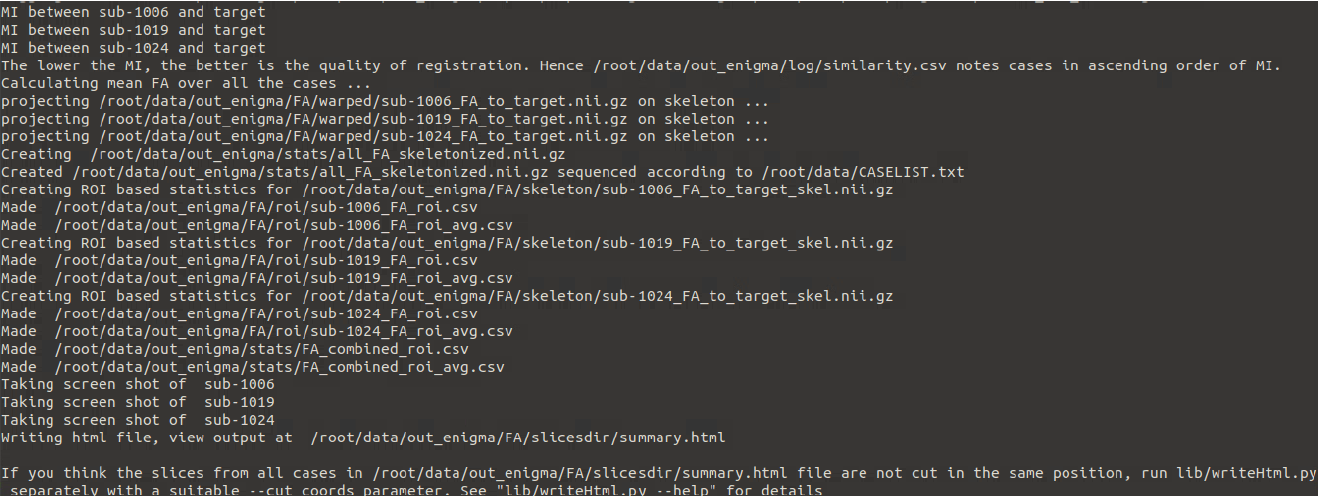 MI between sub-1006 and target
MI between sub-1019 and target
MI between sub-1024 and target
The lower the MI, the better is the quality of registration. Hence /root/data/out_enigma/log/similarity.csv notes cases in ascending order of MI.
Calculating mean FA over all the cases ...
projecting /root/data/out_enigma/FA/warped/sub-1006_FA_to_target.nii.gz on skeleton ...
projecting /root/data/out_enigma/FA/warped/sub-1019_FA_to_target.nii.gz on skeleton ...
projecting /root/data/out_enigma/FA/warped/sub-1024_FA_to_target.nii.gz on skeleton ...
Creating  /root/data/out_enigma/stats/all_FA_skeletonized.nii.gz
Created /root/data/out_enigma/stats/all_FA_skeletonized.nii.gz sequenced according to /root/data/CASELIST.txt
Creating ROI based statistics for /root/data/out_enigma/FA/skeleton/sub-1006_FA_to_target_skel.nii.gz
Made  /root/data/out_enigma/FA/roi/sub-1006_FA_roi.csv
Made  /root/data/out_enigma/FA/roi/sub-1006_FA_roi_avg.csv
Creating ROI based statistics for /root/data/out_enigma/FA/skeleton/sub-1019_FA_to_target_skel.nii.gz
Made  /root/data/out_enigma/FA/roi/sub-1019_FA_roi.csv
Made  /root/data/out_enigma/FA/roi/sub-1019_FA_roi_avg.csv
Creating ROI based statistics for /root/data/out_enigma/FA/skeleton/sub-1024_FA_to_target_skel.nii.gz
Made  /root/data/out_enigma/FA/roi/sub-1024_FA_roi.csv
Made  /root/data/out_enigma/FA/roi/sub-1024_FA_roi_avg.csv
Made  /root/data/out_enigma/stats/FA_combined_roi.csv
Made  /root/data/out_enigma/stats/FA_combined_roi_avg.csv
Taking screen shot of  sub-1006
Taking screen shot of  sub-1019
Taking screen shot of  sub-1024
Writing html file, view output at  /root/data/out_enigma/FA/slicesdir/summary.html
If you think the slices from all cases in /root/data/out_enigma/FA/slicesdir/summary.html file are not cut in the same position, run lib/writeHtml.py
separately with a suitable --cut_coords parameter. See "lib/writeHtml.py --help" for details